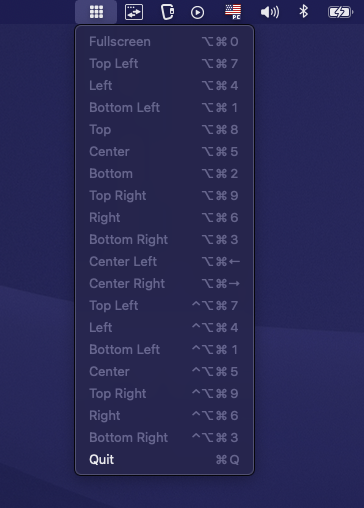 PC
Fullscreen ⌥⌘0
Top Left ⌥⌘7
Left ⌥⌘4
Bottom Left ⌥⌘1
Top ⌥⌘8
Center ⌥⌘5
Bottom ⌥⌘2
Top Right ⌥⌘9
Right ⌥⌘6
Bottom Right ⌥⌘3
Center Left ⌥⌘←
Center Right ⌥⌘→
Top Left ^⌥⌘7
Left ^⌥⌘4
Bottom Left ^⌥⌘1
Center ^⌥⌘5
Top Right ^⌥⌘9
Right ^⌥⌘6
Bottom Right ^⌥⌘3
Quit ⌘Q